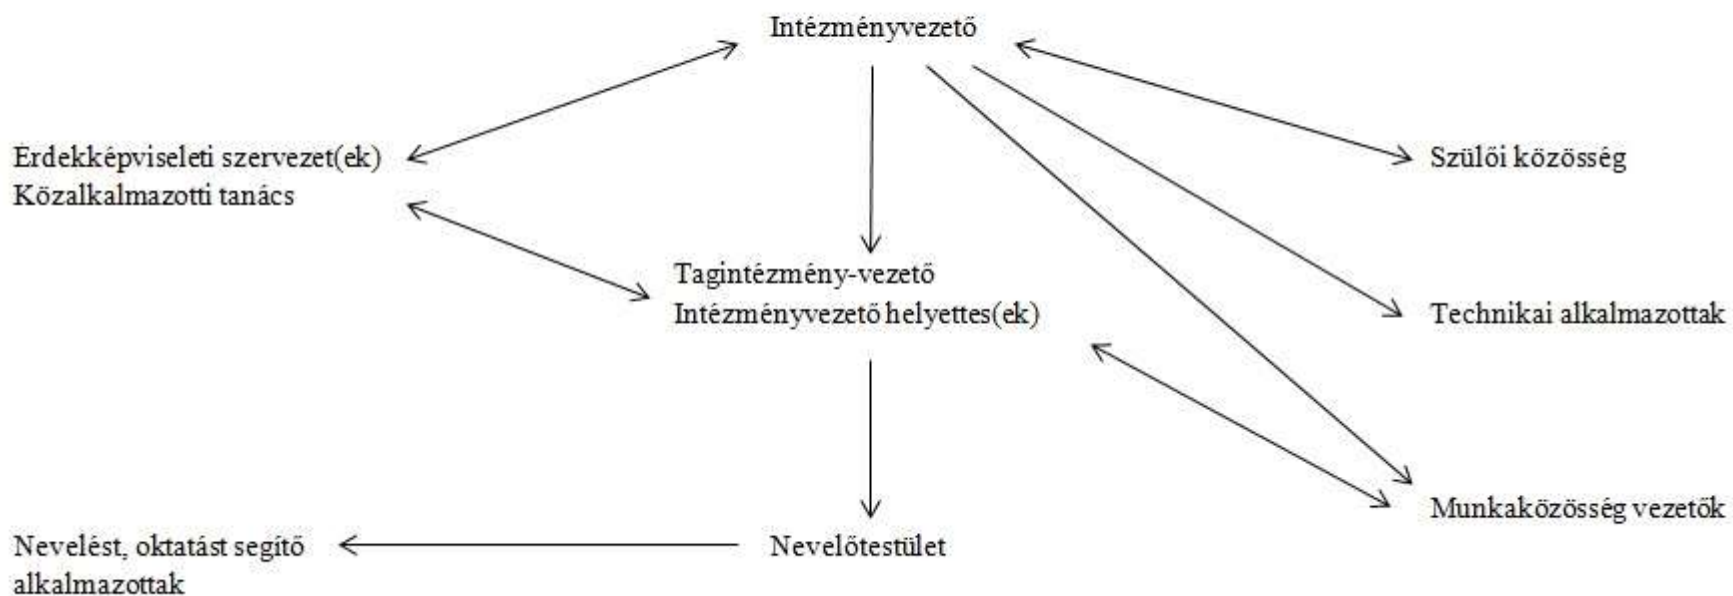 Intézményvezető
Érdekképviseleti szervezet(ek)
Közalkalmazotti tanács
Szülői közösség
Tagintézmény-vezető
Intézményvezető helyettes(ek)
Technikai alkalmazottak
Munkaközösség vezetők
Nevelést, oktatást segítő
alkalmazottak
Nevelőtestület